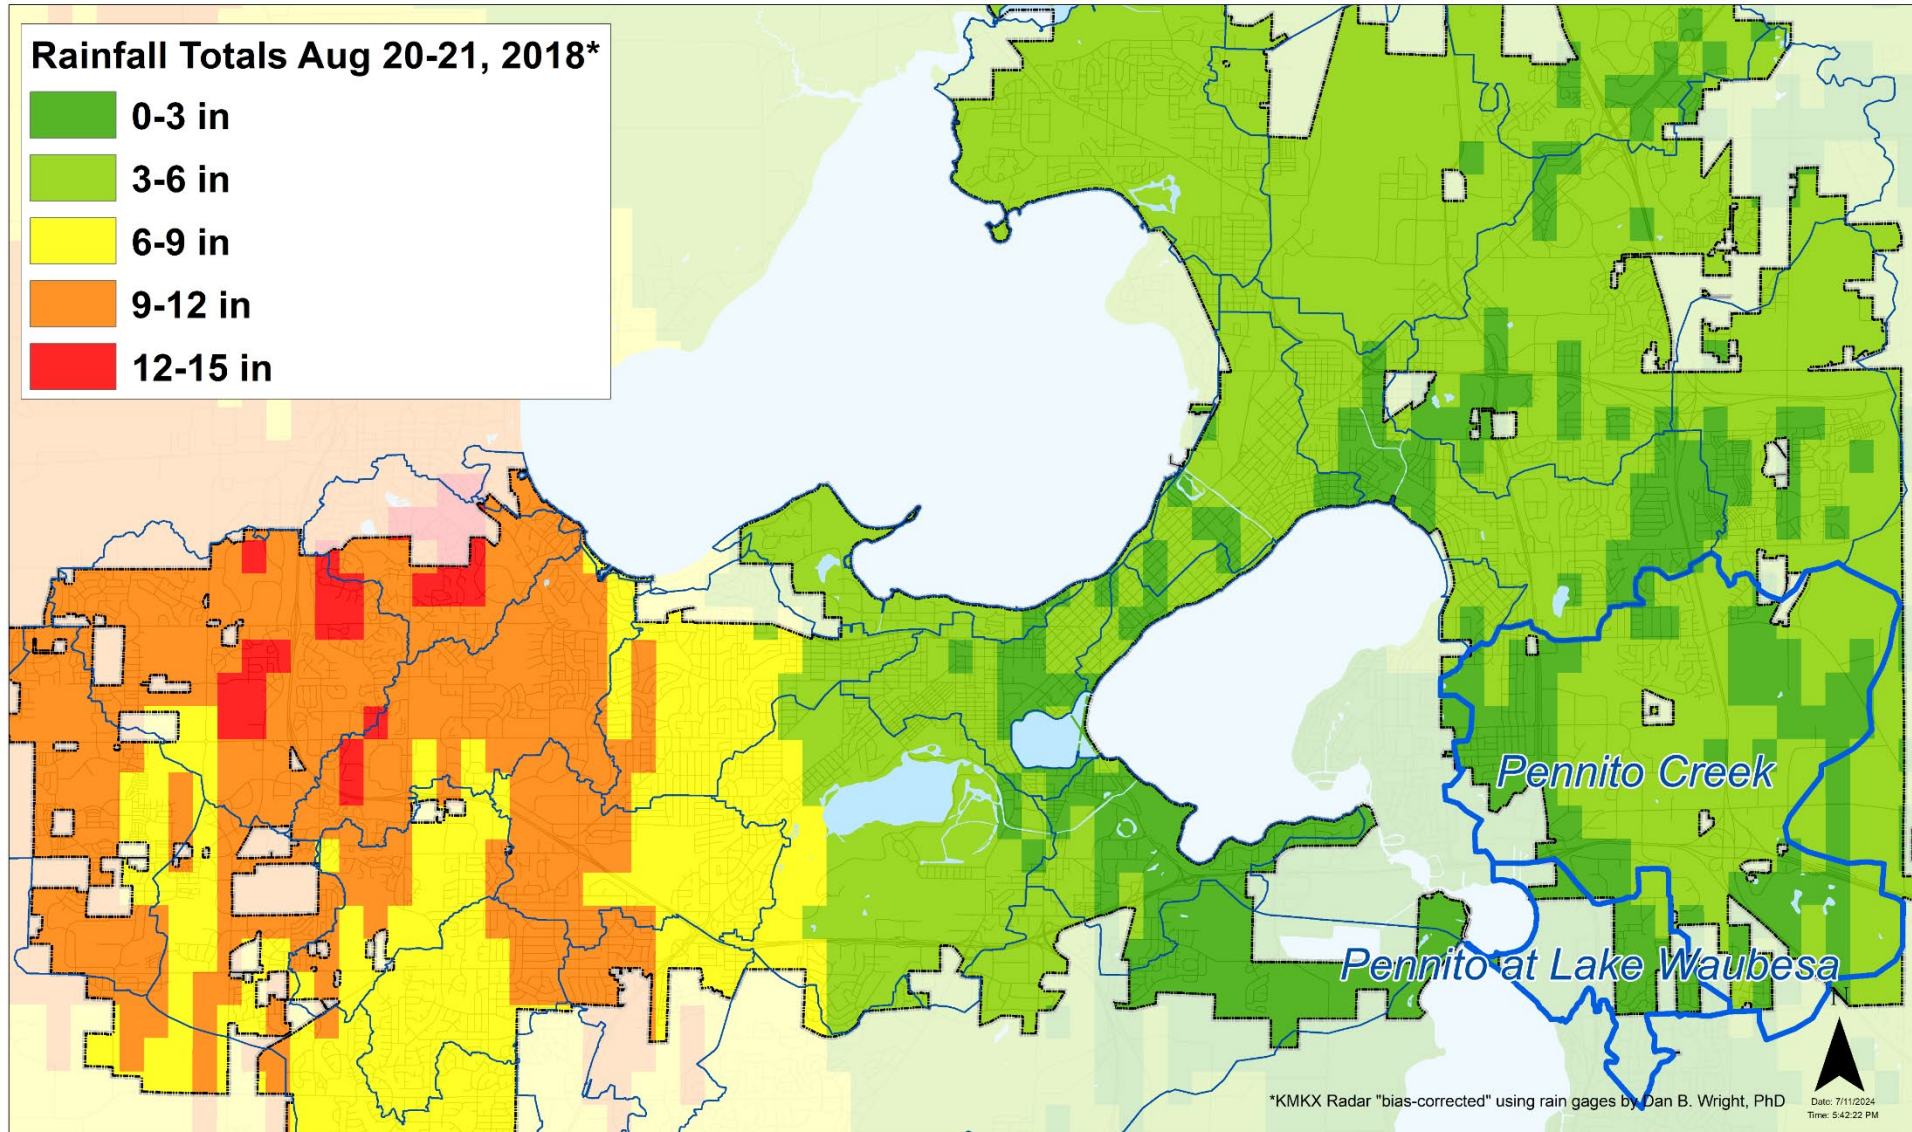 Rainfall Totals Aug 20-21, 2018*
0-3 in
3-6 in
6-9 in
9-12 in
12-15 in
Pennito Creek
Pennito at Lake Waubesa
*KMKX Radar "bias-corrected" using rain gages by Dan B. Wright, PhD
Date: 7/11/2024
Time: 5:42:22 PM